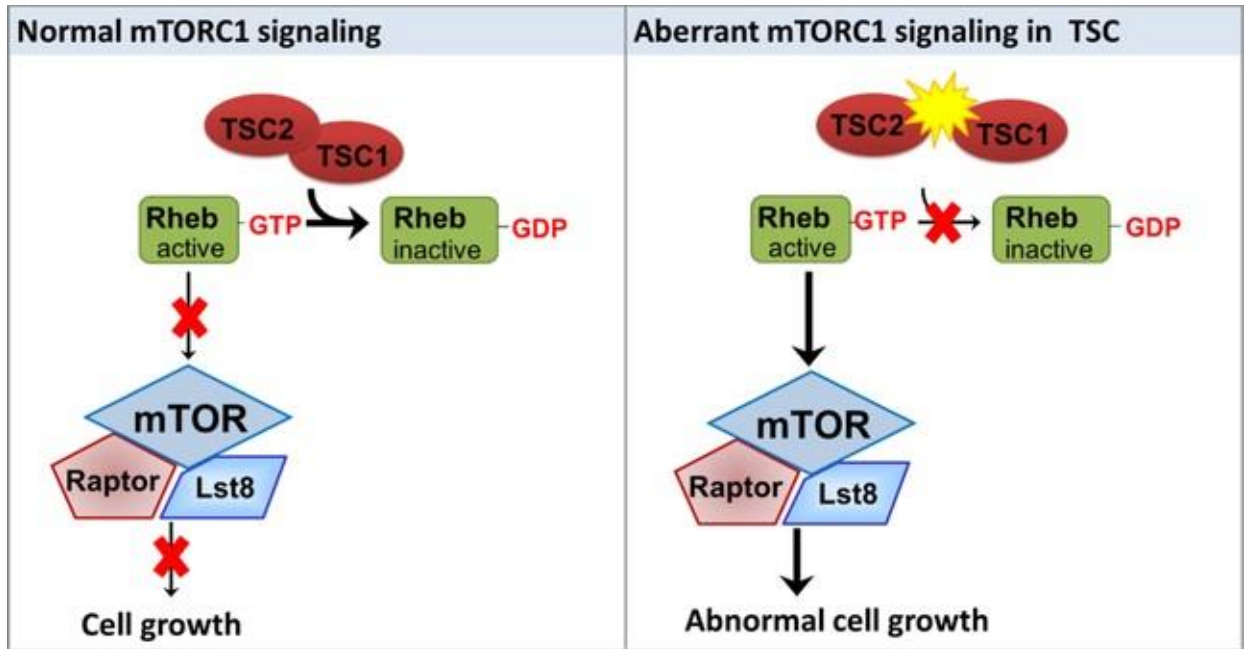 Normal mTORC1 signaling
TSC2
TSC1
Rheb
active
GTP
Rheb
inactive
GDP
mTOR
Raptor
Lst8
Cell growth
Aberrant mTORC1 signaling in TSC
TSC2
TSC1
Rheb
active
GTP
Rheb
inactive
GDP
mTOR
Raptor
Lst8
Abnormal cell growth